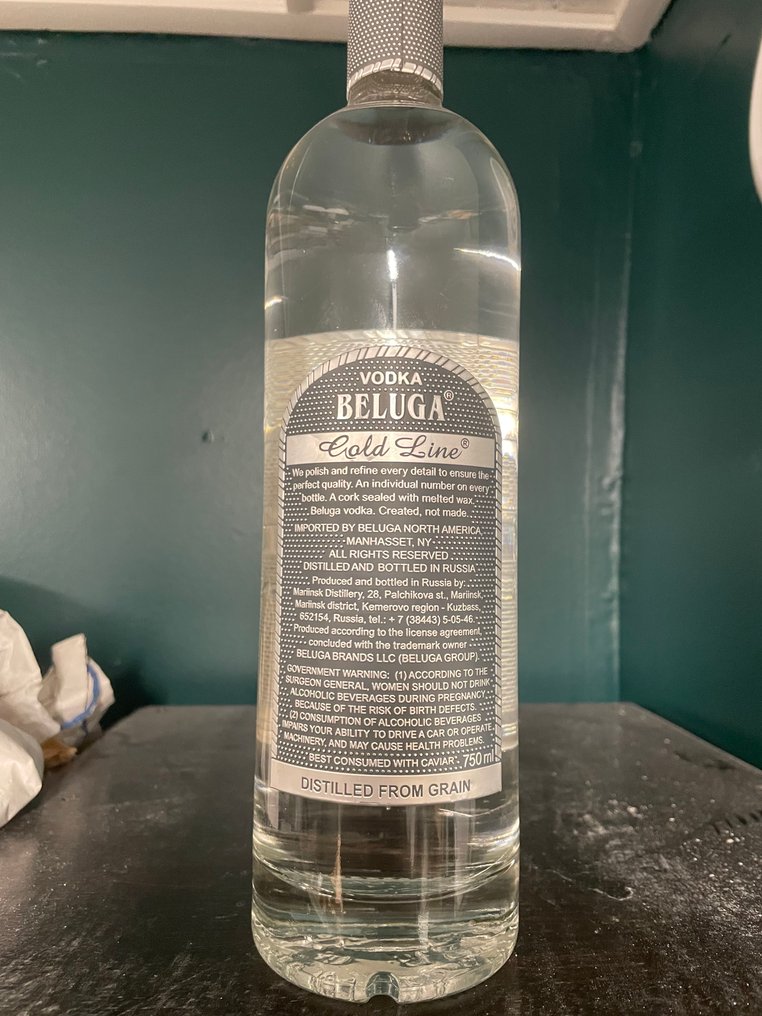 VODKA
BELUGA®
Gold Line®
We polish and refine every detail to ensure the
perfect quality. An individual number on every
bottle. A cork sealed with melted wax.
Beluga vodka. Created, not made.
IMPORTED BY BELUGA NORTH AMERICA,
MANHASSET, NY
ALL RIGHTS RESERVED
DISTILLED AND BOTTLED IN RUSSIA
Produced and bottled in Russia by:
Mariinsk Distillery, 28, Palchikova st., Mariinsk,
Mariinsk district, Kemerovo region - Kuzbass,
652154, Russia, tel.: + 7 (38443) 5-05-46.
Produced according to the license agreement,
concluded with the trademark owner
BELUGA BRANDS LLC (BELUGA GROUP).
GOVERNMENT WARNING: (1) ACCORDING TO THE
SURGEON GENERAL, WOMEN SHOULD NOT DRINK
ALCOHOLIC BEVERAGES DURING PREGNANCY
BECAUSE OF THE RISK OF BIRTH DEFECTS.
(2) CONSUMPTION OF ALCOHOLIC BEVERAGES
IMPAIRS YOUR ABILITY TO DRIVE A CAR OR OPERATE
MACHINERY, AND MAY CAUSE HEALTH PROBLEMS.
BEST CONSUMED WITH CAVIAR". 750 ml
DISTILLED FROM GRAIN